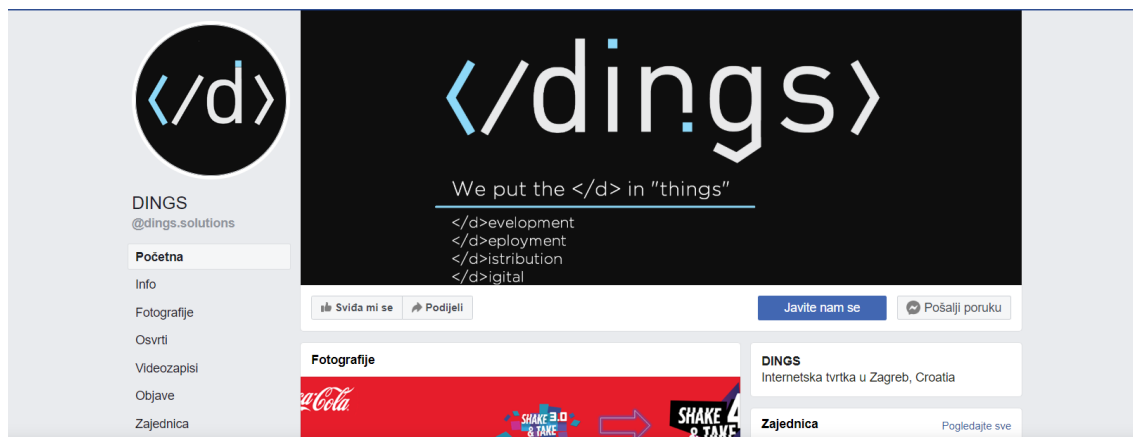 </d>
DINGS
@dings.solutions
Početna
Info
Fotografije
Osvrti
Videozapisi
Objave
Zajednica
</dings>
We put the </d> in "things"
</d>evelopment
</d>eployment
</d>istribution
</d>igital
Sviđa mi se
Podijeli
Javite nam se
Pošalji poruku
Fotografije
SHAKE 3.0
& TAKE
SHAKE 4
& TAKE
DINGS
Internetska tvrtka u Zagreb, Croatia
Zajednica
Pogledajte sve